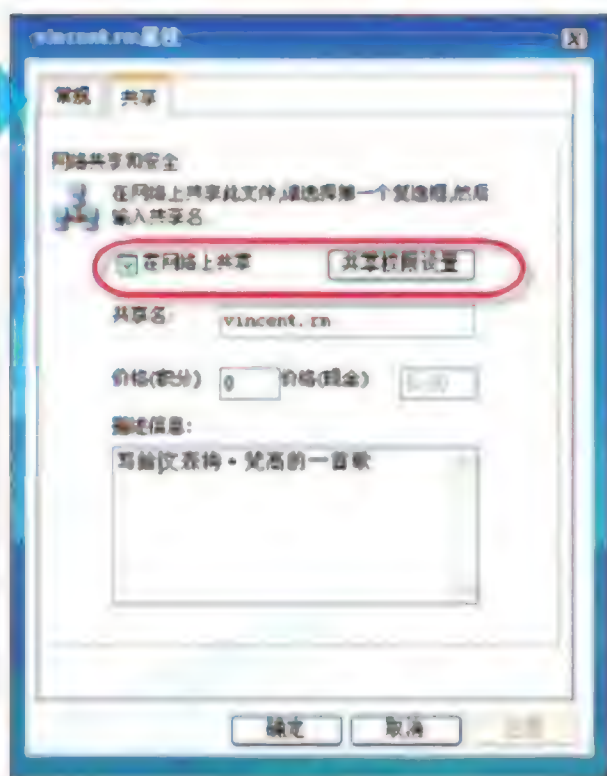 vincent.rm属性
常规 共享
网络共享和安全
在网络上共享此文件,请选择第一个复选框,然后
输入共享名
在网络上共享 共享权限设置
共享名: vincent.rm
价格(积分) 0 价格(现金)
描述信息:
写给文森特·梵高的一首歌
确定 取消